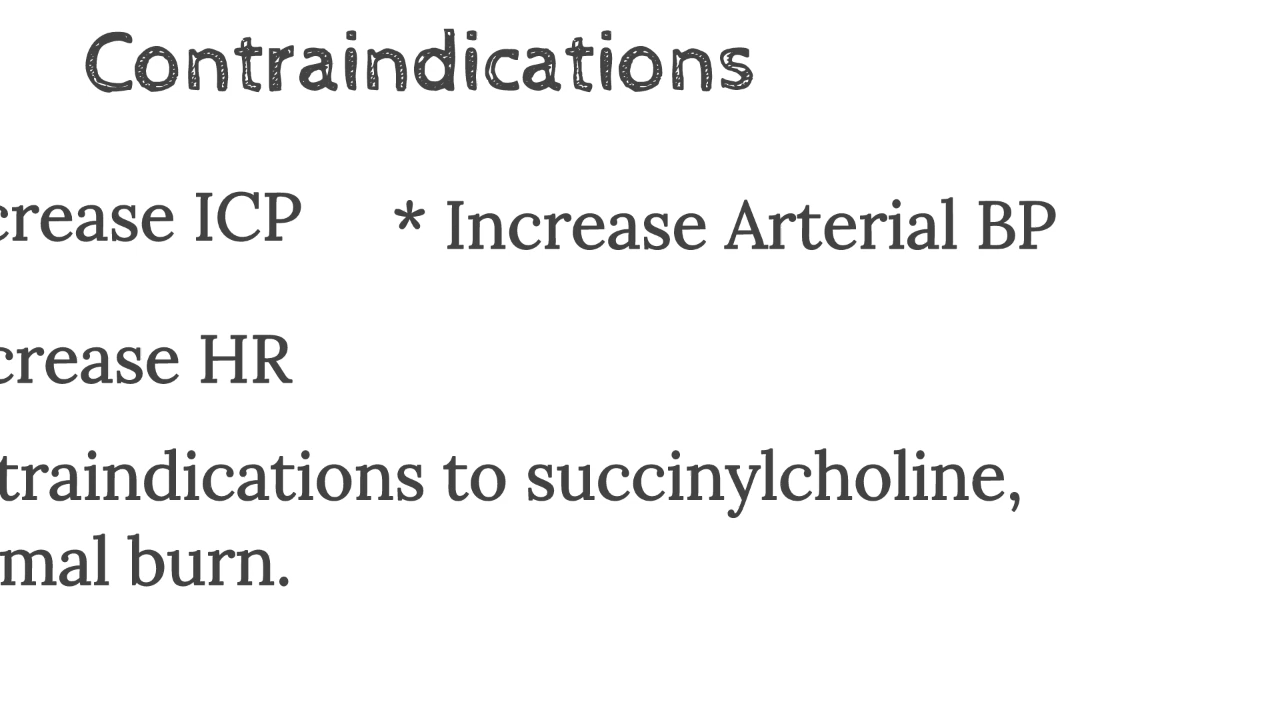 Contraindications
crease ICP * Increase Arterial BP
crease HR
traindications to succinylcholine,
mal burn.